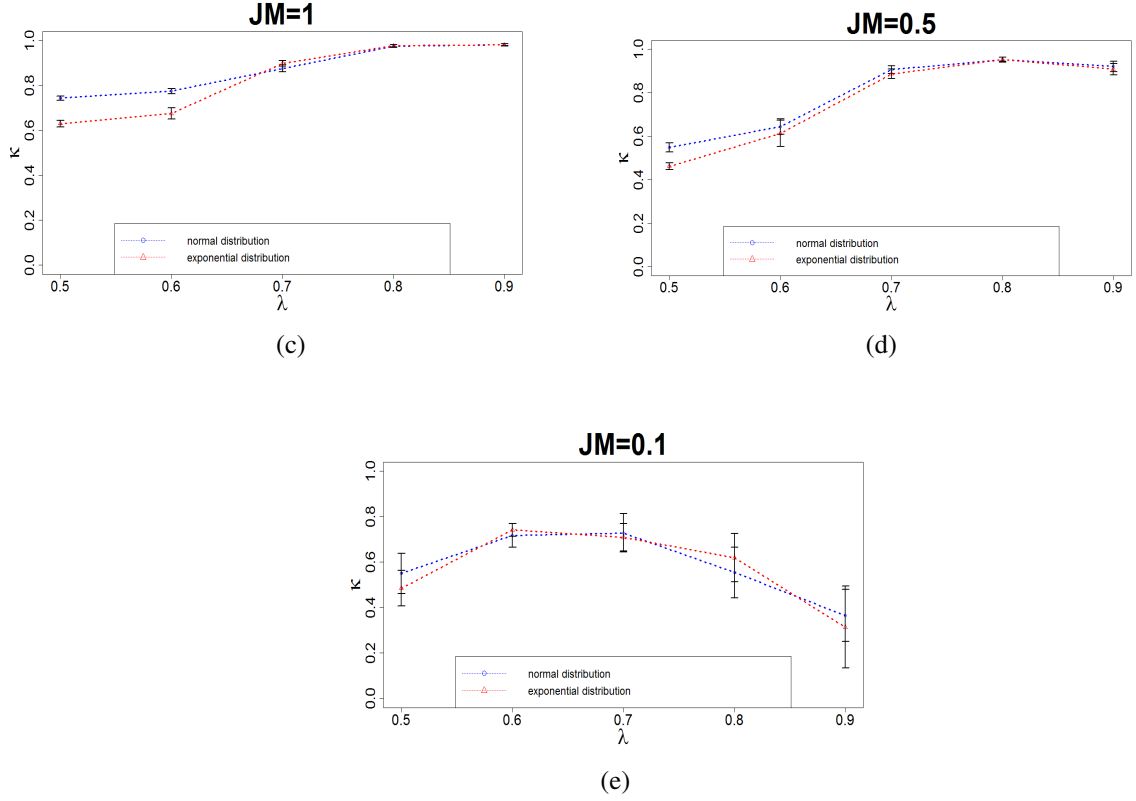 JM=1
κ
1.0
0.8
0.6
0.4
0.2
0.0
normal distribution
exponential distribution
0.5 0.6 0.7 0.8 0.9
λ
(c)
JM=0.5
κ
1.0
0.8
0.6
0.4
0.2
0.0
normal distribution
exponential distribution
0.5 0.6 0.7 0.8 0.9
λ
(d)
JM=0.1
κ
1.0
0.8
0.6
0.4
0.2
0.0
normal distribution
exponential distribution
0.5 0.6 0.7 0.8 0.9
λ
(e)